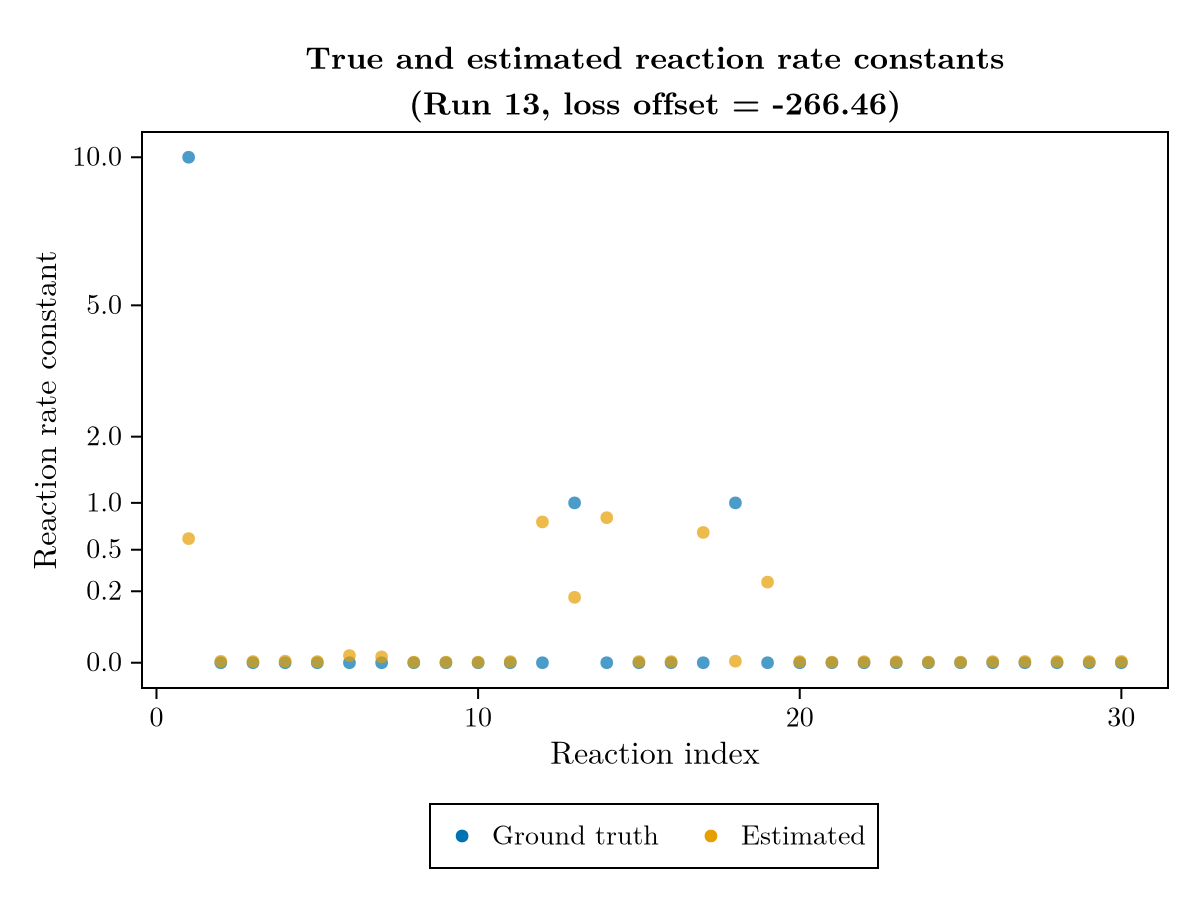 True and estimated reaction rate constants
(Run 13, loss offset = -266.46)
Reaction rate constant
10.0
5.0
2.0
1.0
0.5
0.2
0.0
0 10 20 30
Reaction index
Ground truth Estimated